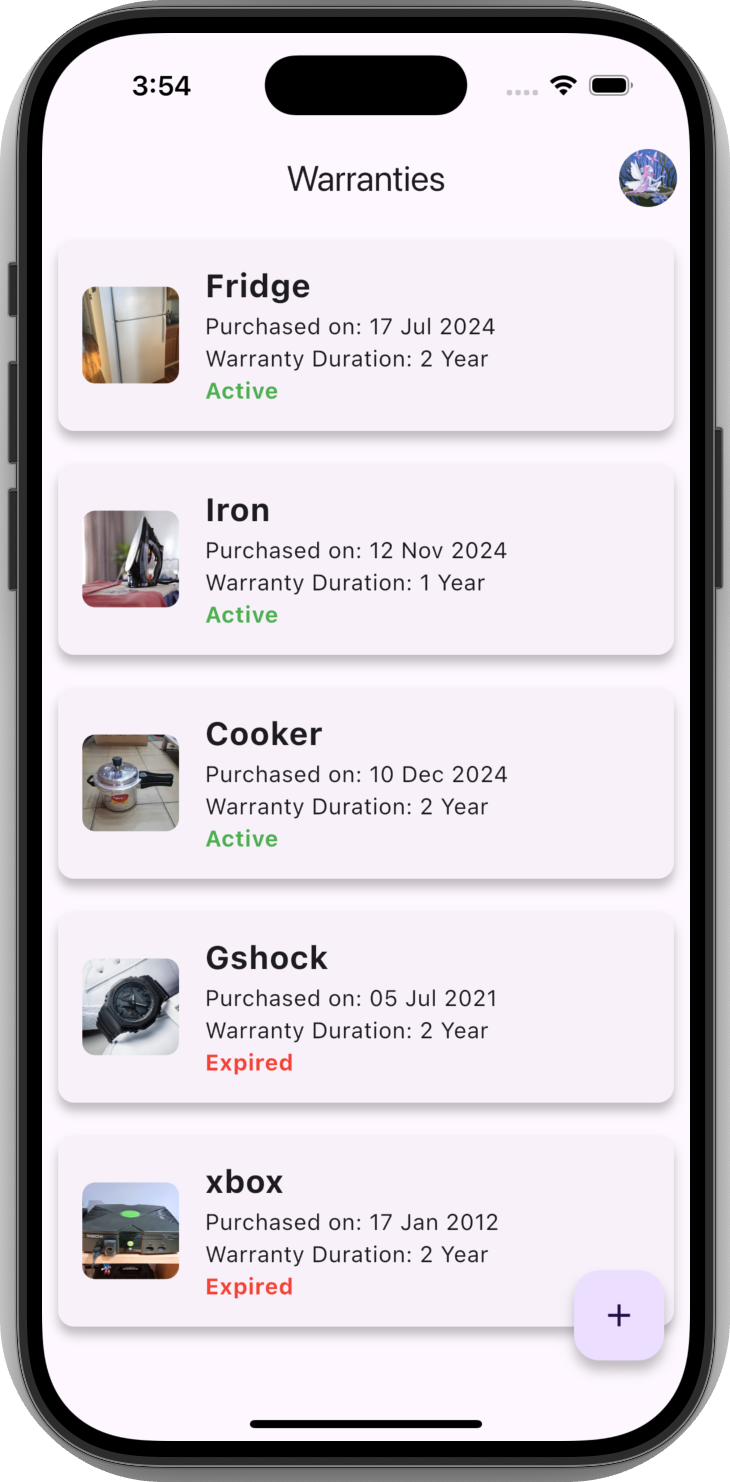 3:54
Warranties
Fridge
Purchased on: 17 Jul 2024
Warranty Duration: 2 Year
Active
Iron
Purchased on: 12 Nov 2024
Warranty Duration: 1 Year
Active
Cooker
Purchased on: 10 Dec 2024
Warranty Duration: 2 Year
Active
Gshock
Purchased on: 05 Jul 2021
Warranty Duration: 2 Year
Expired
xbox
Purchased on: 17 Jan 2012
Warranty Duration: 2 Year
Expired
+